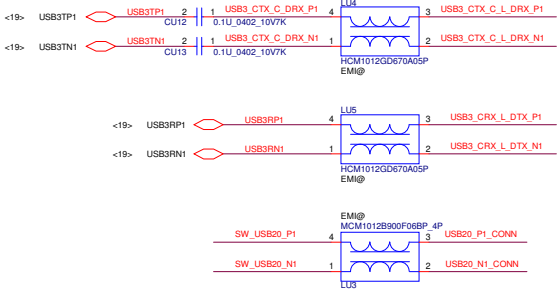 LU4
<19> USB3TP1 USB3TP1 2 1 USB3_CTX_C_DRX_P1 4 3 USB3_CTX_C_L_DRX_P1
CU12 0.1U_0402_10V7K
<19> USB3TN1 USB3TN1 2 1 USB3_CTX_C_DRX_N1 1 2 USB3_CTX_C_L_DRX_N1
CU13 0.1U_0402_10V7K
HCM1012GD670A05P
EMI@
LU5
<19> USB3RP1 USB3RP1 4 3 USB3_CRX_L_DTX_P1
<19> USB3RN1 USB3RN1 1 2 USB3_CRX_L_DTX_N1
HCM1012GD670A05P
EMI@
EMI@
MCM1012B900F06BP_4P
SW_USB20_P1 4 3 USB20_P1_CONN
SW_USB20_N1 1 2 USB20_N1_CONN
LU3